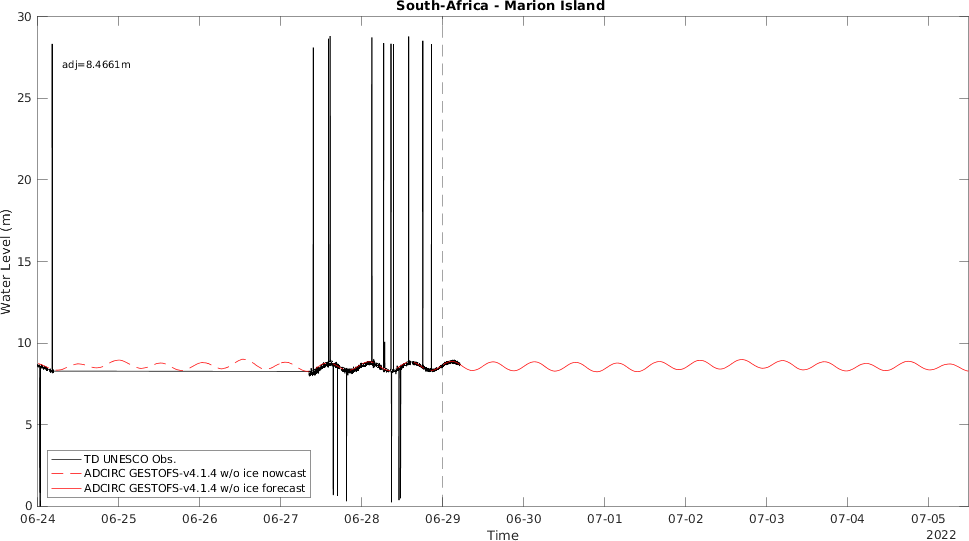 South-Africa - Marion Island
30
adj=8.4661m
25
20
15
10
5
0
Water Level (m)
TD UNESCO Obs.
ADCIRC GESTOFS-v4.1.4 w/o ice nowcast
ADCIRC GESTOFS-v4.1.4 w/o ice forecast
06-24 06-25 06-26 06-27 06-28 06-29 06-30 07-01 07-02 07-03 07-04 07-05
Time
2022